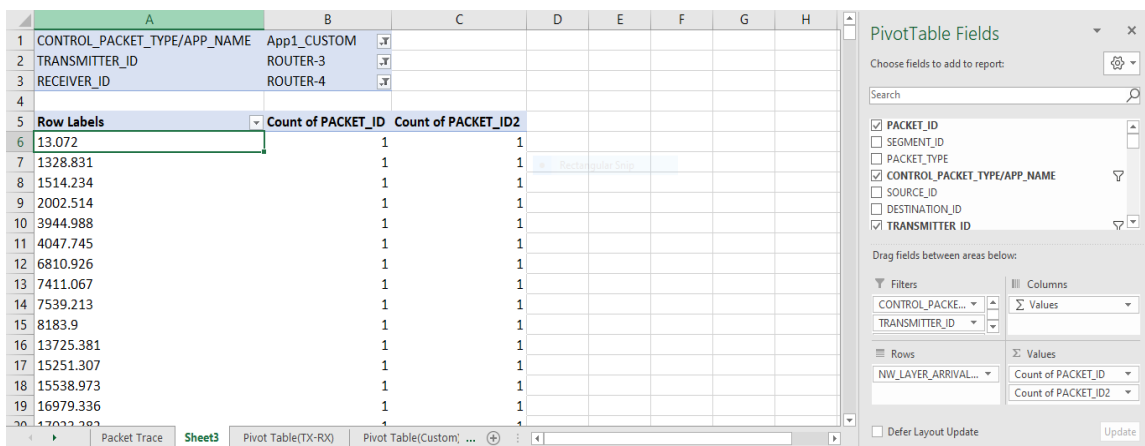 A B C D E F G H
1 CONTROL_PACKET_TYPE/APP_NAME App1_CUSTOM
2 TRANSMITTER_ID ROUTER-3
3 RECEIVER_ID ROUTER-4
4
5 Row Labels Count of PACKET_ID Count of PACKET_ID2
6 13.072 1 1
7 1328.831 1 1
8 1514.234 1 1
9 2002.514 1 1
10 3944.988 1 1
11 4047.745 1 1
12 6810.926 1 1
13 7411.067 1 1
14 7539.213 1 1
15 8183.9 1 1
16 13725.381 1 1
17 15251.307 1 1
18 15538.973 1 1
19 16979.336 1 1
Rectangular Snip
Packet Trace Sheet3 Pivot Table(TX-RX) Pivot Table(Custom) ...
PivotTable Fields
Choose fields to add to report:
Search
PACKET_ID
SEGMENT_ID
PACKET_TYPE
CONTROL_PACKET_TYPE/APP_NAME
SOURCE_ID
DESTINATION_ID
TRANSMITTER_ID
Drag fields between areas below:
Filters Columns
CONTROL_PACKE... Σ Values
TRANSMITTER_ID
Rows Σ Values
NW_LAYER_ARRIVAL... Count of PACKET_ID
Count of PACKET_ID2
Defer Layout Update Update